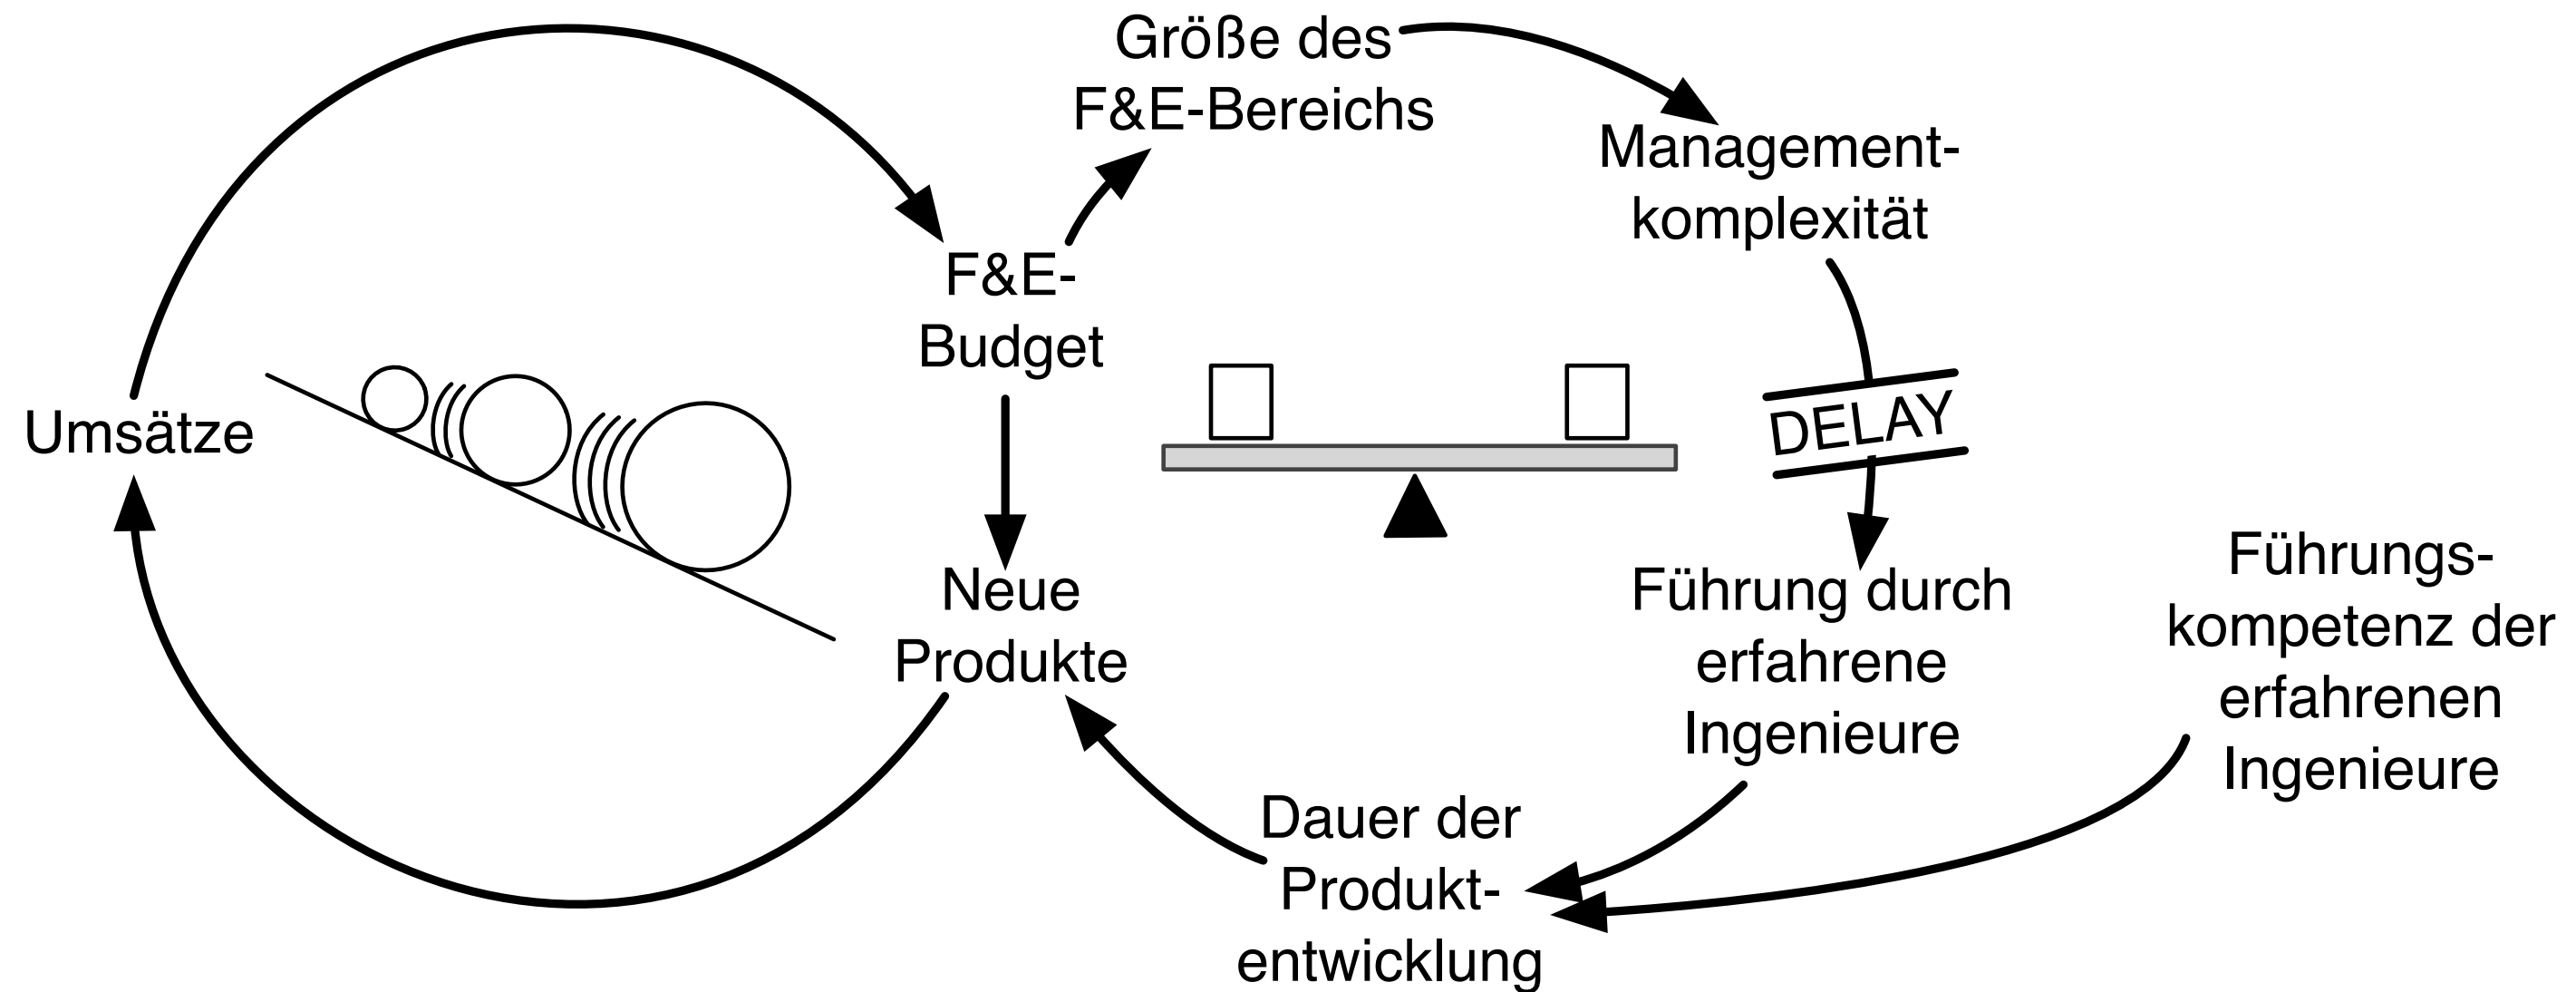 Größe des
F&E-Bereichs
Management-
komplexität
F&E-
Budget
Umsätze
DELAY
Neue
Produkte
Führung durch
erfahrene
Ingenieure
Führungs-
kompetenz der
erfahrenen
Ingenieure
Dauer der
Produkt-
entwicklung